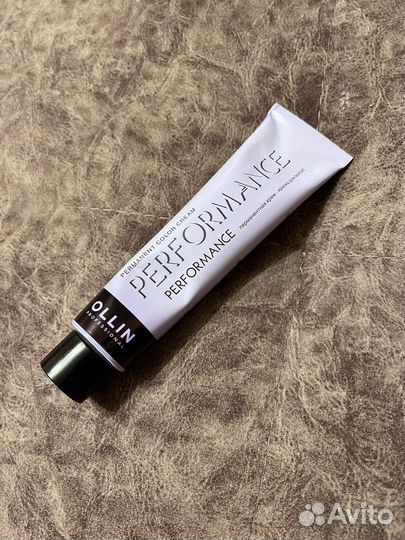 PERMANENT COLOR CREAM
PERFORMANCE
PERFORMANCE
перманентная крем - краска для волос
OLLIN
PROFESSIONAL
Avito